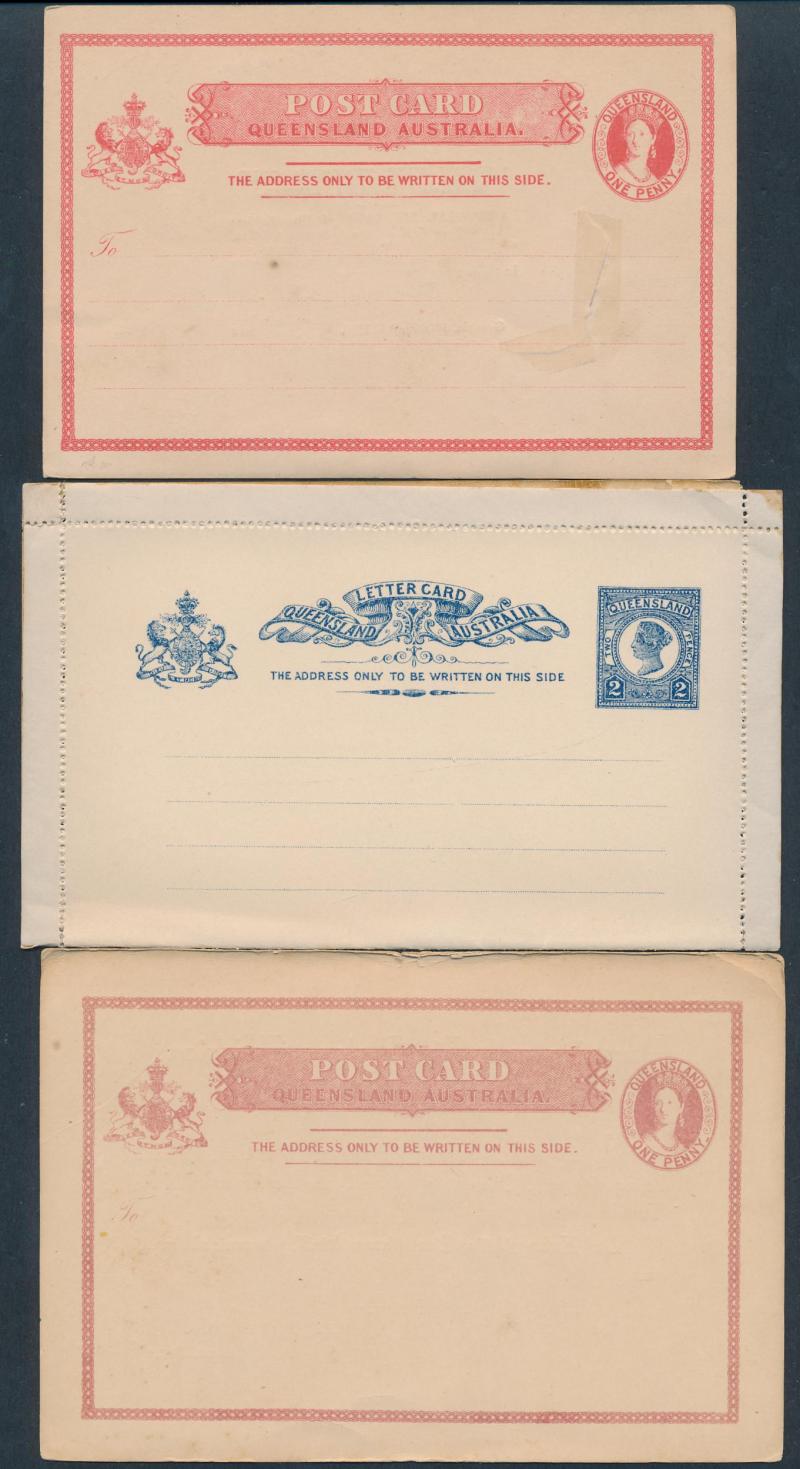 POST CARD
QUEENSLAND AUSTRALIA.
THE ADDRESS ONLY TO BE WRITTEN ON THIS SIDE.
QUEENSLAND
ONE PENNY
To
LETTER CARD
QUEENSLAND AUSTRALIA
THE ADDRESS ONLY TO BE WRITTEN ON THIS SIDE
QUEENSLAND
TWO PENCE
2 2
POST CARD
QUEENSLAND AUSTRALIA.
THE ADDRESS ONLY TO BE WRITTEN ON THIS SIDE.
QUEENSLAND
ONE PENNY
To